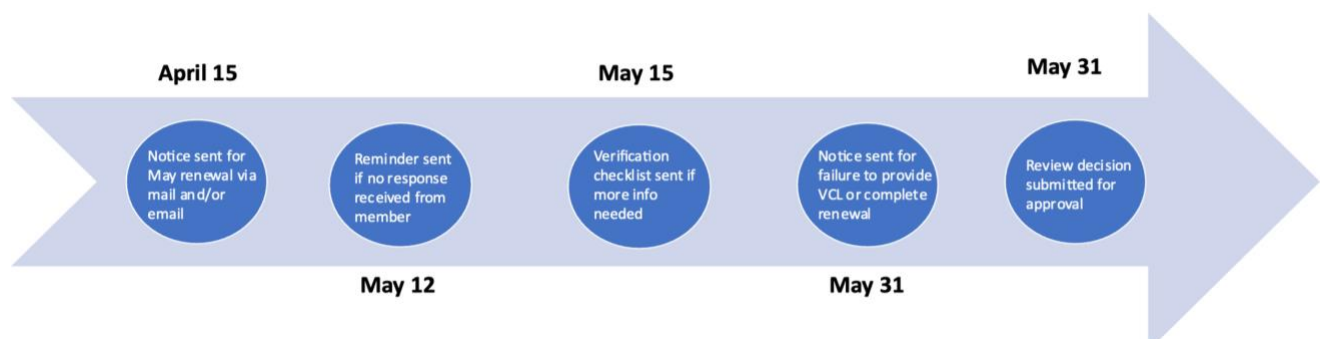 April 15
Notice sent for
May renewal via
mail and/or
email
Reminder sent
if no response
received from
member
May 12
May 15
Verification
checklist sent if
more info
needed
Notice sent for
failure to provide
VCL or complete
renewal
May 31
May 31
Review decision
submitted for
approval